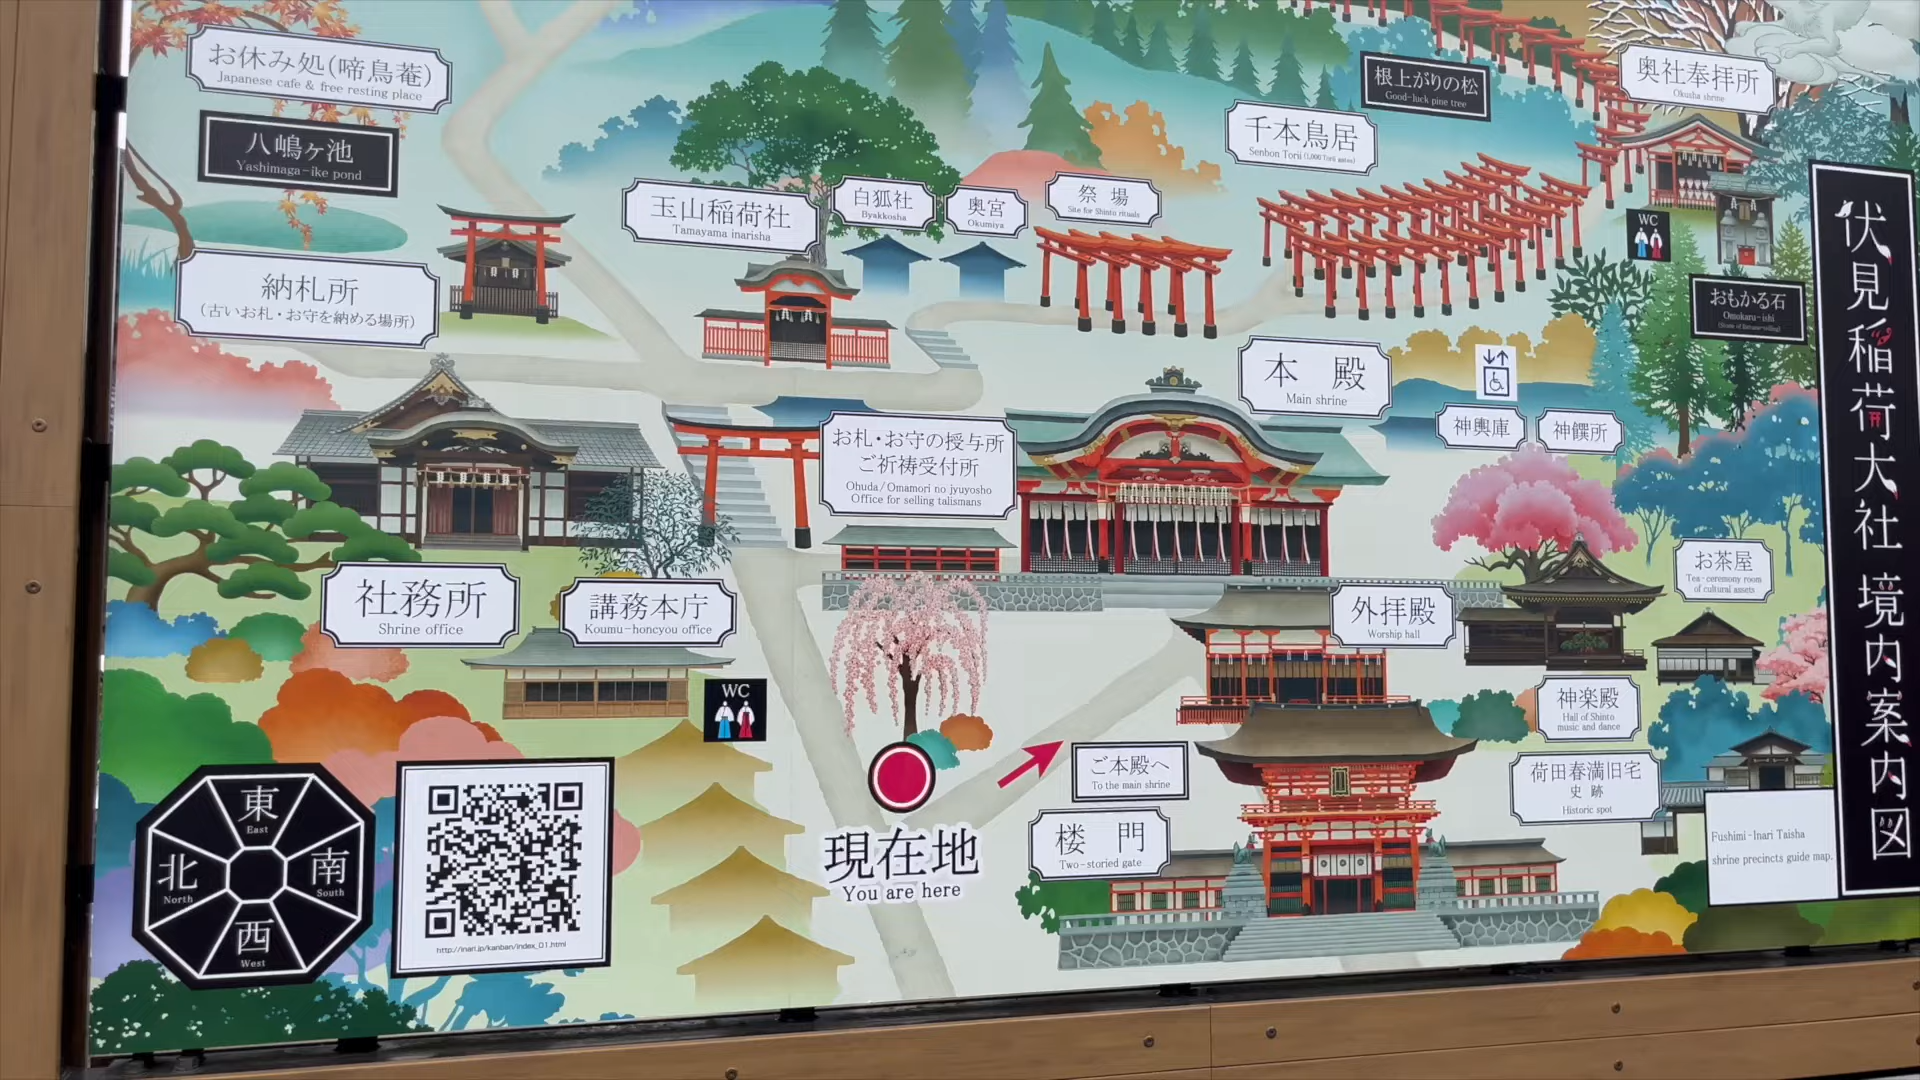 お休み処(啼鳥菴)
Japanese cafe & free resting place
八嶋ヶ池
Yashimaga-ike pond
納札所
(古いお札・お守を納める場所)
玉山稲荷社
Tamayama inarisha
白狐社
Byakkosha
奥宮
Okumiya
祭場
Site for Shinto rituals
千本鳥居
Senbon Torii (1,000 Torii gates)
根上がりの松
Good-luck pine tree
奥社奉拝所
Okusha shrine
WC
おもかる石
Omokaru-ishi
(Stone of fortune-telling)
伏見稲荷大社 境内案内図
本殿
Main shrine
神輿庫
神饌所
お札・お守の授与所
ご祈祷受付所
Ohuda/Omamori no jyuyosho
Office for selling talismans
社務所
Shrine office
講務本庁
Koumu-honcyou office
WC
外拝殿
Worship hall
お茶屋
Tea-ceremony room
of cultural assets
神楽殿
Hall of Shinto
music and dance
荷田春満旧宅
史跡
Historic spot
ご本殿へ
To the main shrine
楼門
Two-storied gate
現在地
You are here
東
East
北
North
南
South
西
West
http://inari.jp/kanban/index_01.html
Fushimi-Inari Taisha
shrine precincts guide map.